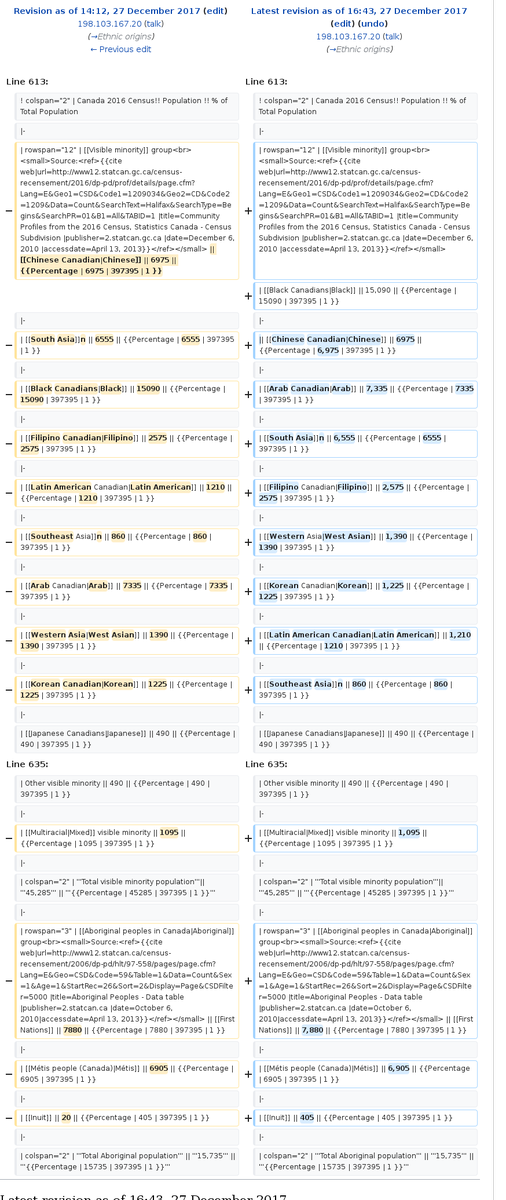 Revision as of 14:12, 27 December 2017 (edit)
198.103.167.20 (talk)
(→Ethnic origins)
← Previous edit
Latest revision as of 16:43, 27 December 2017
(edit) (undo)
198.103.167.20 (talk)
(→Ethnic origins)
Line 613:
Line 613:
! colspan="2" | Canada 2016 Census!! Population !! % of
Total Population
! colspan="2" | Canada 2016 Census!! Population !! % of
Total Population
|-
|-
−
| rowspan="12" | [[Visible minority]] group<br>
<small>Source:<ref>{{cite
web|url=http://www12.statcan.gc.ca/census-
recensement/2016/dp-pd/prof/details/page.cfm?
Lang=E&Geo1=CSD&Code1=1209034&Geo2=CD&Code2
=1209&Data=Count&SearchText=Halifax&SearchType=Be
gins&SearchPR=01&B1=All&TABID=1 |title=Community
Profiles from the 2016 Census, Statistics Canada - Census
Subdivision |publisher=2.statcan.gc.ca |date=December 6,
2010 |accessdate=April 13, 2013}}</ref></small> ||
[[Chinese Canadian|Chinese]] || 6975 ||
{{Percentage | 6975 | 397395 | 1 }}
+
| rowspan="12" | [[Visible minority]] group<br>
<small>Source:<ref>{{cite
web|url=http://www12.statcan.gc.ca/census-
recensement/2016/dp-pd/prof/details/page.cfm?
Lang=E&Geo1=CSD&Code1=1209034&Geo2=CD&Code2
=1209&Data=Count&SearchText=Halifax&SearchType=Be
gins&SearchPR=01&B1=All&TABID=1 |title=Community
Profiles from the 2016 Census, Statistics Canada - Census
Subdivision |publisher=2.statcan.gc.ca |date=December 6,
2010 |accessdate=April 13, 2013}}</ref></small>
+
| [[Black Canadians|Black]] || 15,090 || {{Percentage |
15090 | 397395 | 1 }}
|-
|-
−
| [[South Asia]]n || 6555 || {{Percentage | 6555 | 397395
| 1 }}
+
|| [[Chinese Canadian|Chinese]] || 6975 ||
{{Percentage | 6,975 | 397395 | 1 }}
|-
|-
−
| [[Black Canadians|Black]] || 15090 || {{Percentage |
15090 | 397395 | 1 }}
+
| [[Arab Canadian|Arab]] || 7,335 || {{Percentage | 7335
| 397395 | 1 }}
|-
|-
−
| [[Filipino Canadian|Filipino]] || 2575 || {{Percentage |
2575 | 397395 | 1 }}
+
| [[South Asia]]n || 6,555 || {{Percentage | 6555 |
397395 | 1 }}
|-
|-
−
| [[Latin American Canadian|Latin American]] || 1210 ||
{{Percentage | 1210 | 397395 | 1 }}
+
| [[Filipino Canadian|Filipino]] || 2,575 || {{Percentage |
2575 | 397395 | 1 }}
|-
|-
−
| [[Southeast Asia]]n || 860 || {{Percentage | 860 |
397395 | 1 }}
+
| [[Western Asia|West Asian]] || 1,390 || {{Percentage |
1390 | 397395 | 1 }}
|-
|-
−
| [[Arab Canadian|Arab]] || 7335 || {{Percentage | 7335 |
397395 | 1 }}
+
| [[Korean Canadian|Korean]] || 1,225 || {{Percentage |
1225 | 397395 | 1 }}
|-
|-
−
| [[Western Asia|West Asian]] || 1390 || {{Percentage |
1390 | 397395 | 1 }}
+
| [[Latin American Canadian|Latin American]] || 1,210
|| {{Percentage | 1210 | 397395 | 1 }}
|-
|-
−
| [[Korean Canadian|Korean]] || 1225 || {{Percentage |
1225 | 397395 | 1 }}
+
| [[Southeast Asia]]n || 860 || {{Percentage | 860 |
397395 | 1 }}
|-
|-
| [[Japanese Canadians|Japanese]] || 490 || {{Percentage |
490 | 397395 | 1 }}
| [[Japanese Canadians|Japanese]] || 490 || {{Percentage |
490 | 397395 | 1 }}
Line 635:
Line 635:
| Other visible minority || 490 || {{Percentage | 490 |
397395 | 1 }}
| Other visible minority || 490 || {{Percentage | 490 |
397395 | 1 }}
|-
|-
−
| [[Multiracial|Mixed]] visible minority || 1095 ||
{{Percentage | 1095 | 397395 | 1 }}
+
| [[Multiracial|Mixed]] visible minority || 1,095 ||
{{Percentage | 1095 | 397395 | 1 }}
|-
|-
| colspan="2" | '''Total visible minority population'''||
'''45,285''' || '''{{Percentage | 45285 | 397395 | 1 }}'''
| colspan="2" | '''Total visible minority population'''||
'''45,285''' || '''{{Percentage | 45285 | 397395 | 1 }}'''
|-
|-
−
| rowspan="3" | [[Aboriginal peoples in Canada|Aboriginal]]
group<br><small>Source:<ref>{{cite
web|url=http://www12.statcan.ca/census-
recensement/2006/dp-pd/hlt/97-558/pages/page.cfm?
Lang=E&Geo=CSD&Code=59&Table=1&Data=Count&Sex
=1&Age=1&StartRec=26&Sort=2&Display=Page&CSDFilte
r=5000 |title=Aboriginal Peoples - Data table
|publisher=2.statcan.ca |date=October 6,
2010|accessdate=April 13, 2013}}</ref></small> || [[First
Nations]] || 7880 || {{Percentage | 7880 | 397395 | 1 }}
+
| rowspan="3" | [[Aboriginal peoples in Canada|Aboriginal]]
group<br><small>Source:<ref>{{cite
web|url=http://www12.statcan.ca/census-
recensement/2006/dp-pd/hlt/97-558/pages/page.cfm?
Lang=E&Geo=CSD&Code=59&Table=1&Data=Count&Sex
=1&Age=1&StartRec=26&Sort=2&Display=Page&CSDFilte
r=5000 |title=Aboriginal Peoples - Data table
|publisher=2.statcan.ca |date=October 6,
2010|accessdate=April 13, 2013}}</ref></small> || [[First
Nations]] || 7,880 || {{Percentage | 7880 | 397395 | 1 }}
|-
|-
−
| [[Métis people (Canada)|Métis]] || 6905 || {{Percentage |
6905 | 397395 | 1 }}
+
| [[Métis people (Canada)|Métis]] || 6,905 || {{Percentage
| 6905 | 397395 | 1 }}
|-
|-
−
| [[Inuit]] || 20 || {{Percentage | 405 | 397395 | 1 }}
+
| [[Inuit]] || 405 || {{Percentage | 405 | 397395 | 1 }}
|-
|-
| colspan="2" | '''Total Aboriginal population''' || '''15,735''' ||
'''{{Percentage | 15735 | 397395 | 1 }}'''
| colspan="2" | '''Total Aboriginal population''' || '''15,735''' ||
'''{{Percentage | 15735 | 397395 | 1 }}'''
Latest revision as of 16:43, 27 December 2017